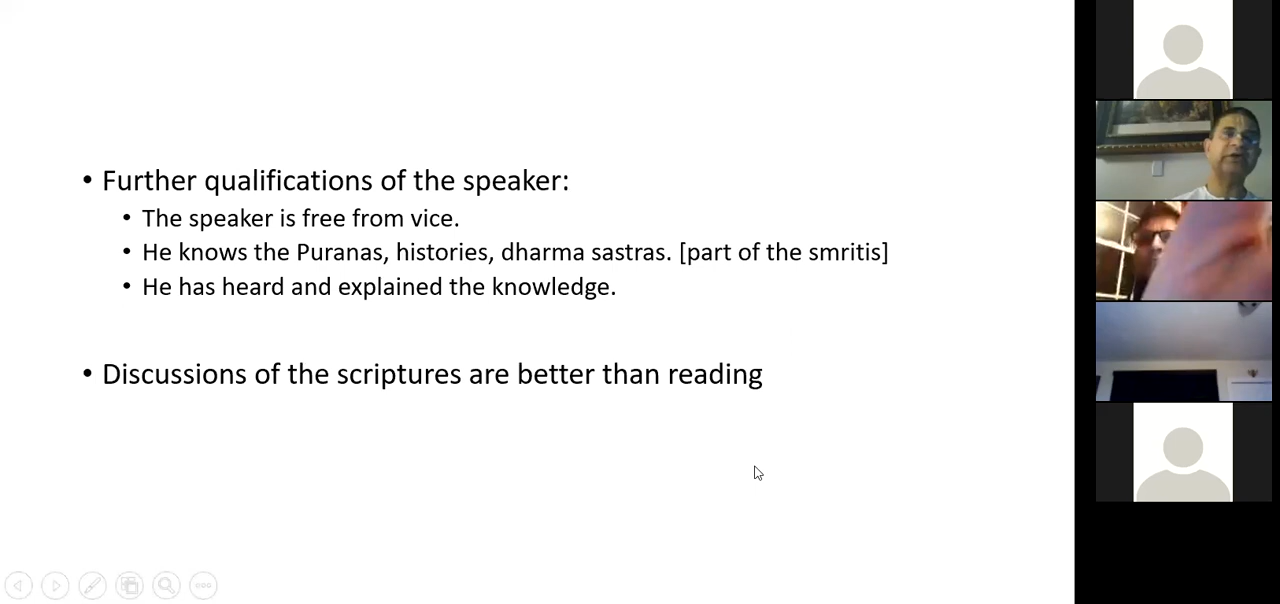 • Further qualifications of the speaker:
• The speaker is free from vice.
• He knows the Puranas, histories, dharma sastras. [part of the smritis]
• He has heard and explained the knowledge.
• Discussions of the scriptures are better than reading